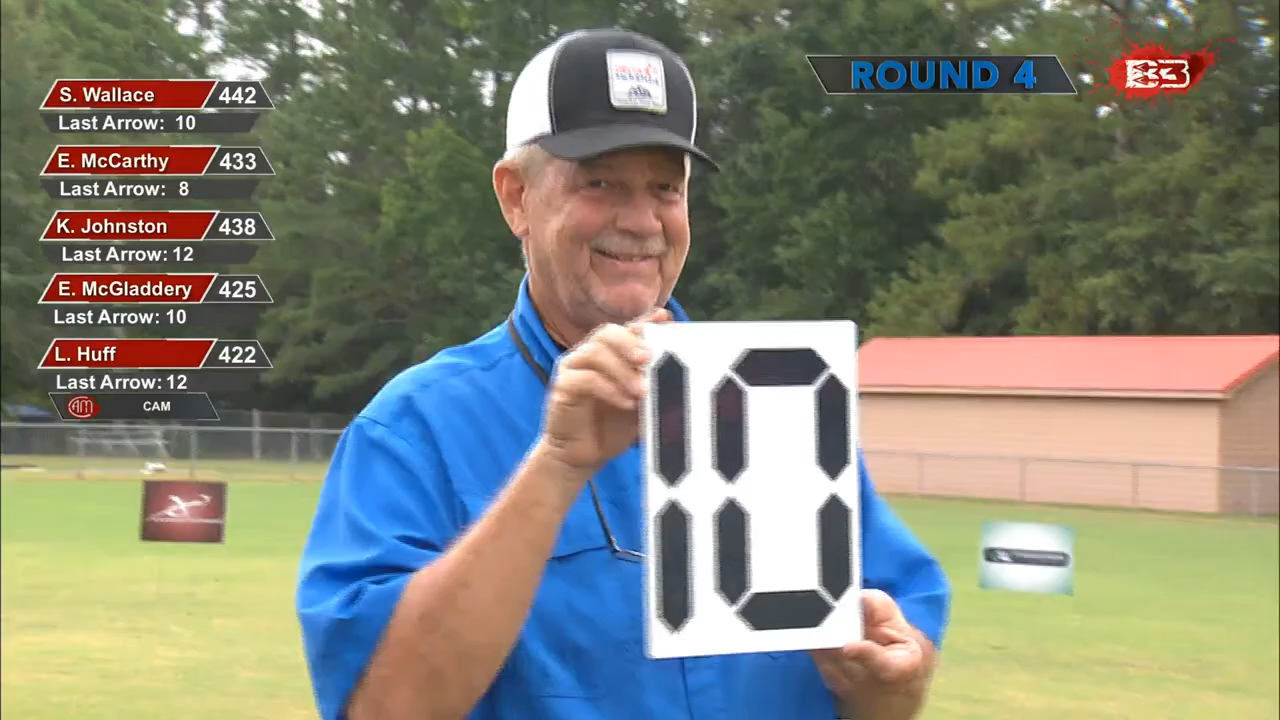 ROUND 4
S. Wallace 442
Last Arrow: 10
E. McCarthy 433
Last Arrow: 8
K. Johnston 438
Last Arrow: 12
E. McGladdery 425
Last Arrow: 10
L. Huff 422
Last Arrow: 12
CAM
10